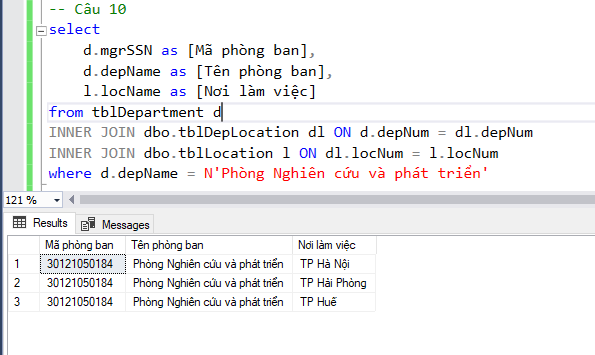 -- Câu 10
select
d.mgrSSN as [Mã phòng ban],
d.depName as [Tên phòng ban],
l.locName as [Nơi làm việc]
from tblDepartment d
INNER JOIN dbo.tblDepLocation dl ON d.depNum = dl.depNum
INNER JOIN dbo.tblLocation l ON dl.locNum = l.locNum
where d.depName = N'Phòng Nghiên cứu và phát triển'
121 %
Results Messages
Mã phòng ban Tên phòng ban Nơi làm việc
1 30121050184 Phòng Nghiên cứu và phát triển TP Hà Nội
2 30121050184 Phòng Nghiên cứu và phát triển TP Hải Phòng
3 30121050184 Phòng Nghiên cứu và phát triển TP Huế